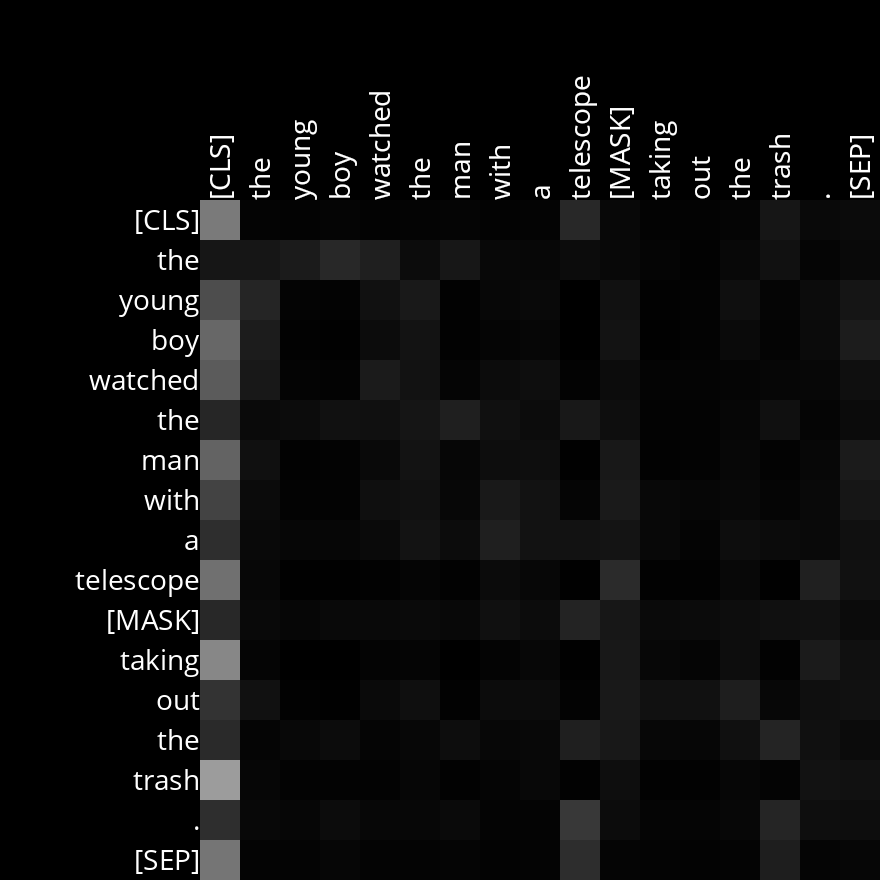 [CLS] the young boy watched the man with a telescope [MASK] taking out the trash . [SEP]
[CLS]
the
young
boy
watched
the
man
with
a
telescope
[MASK]
taking
out
the
trash
.
[SEP]